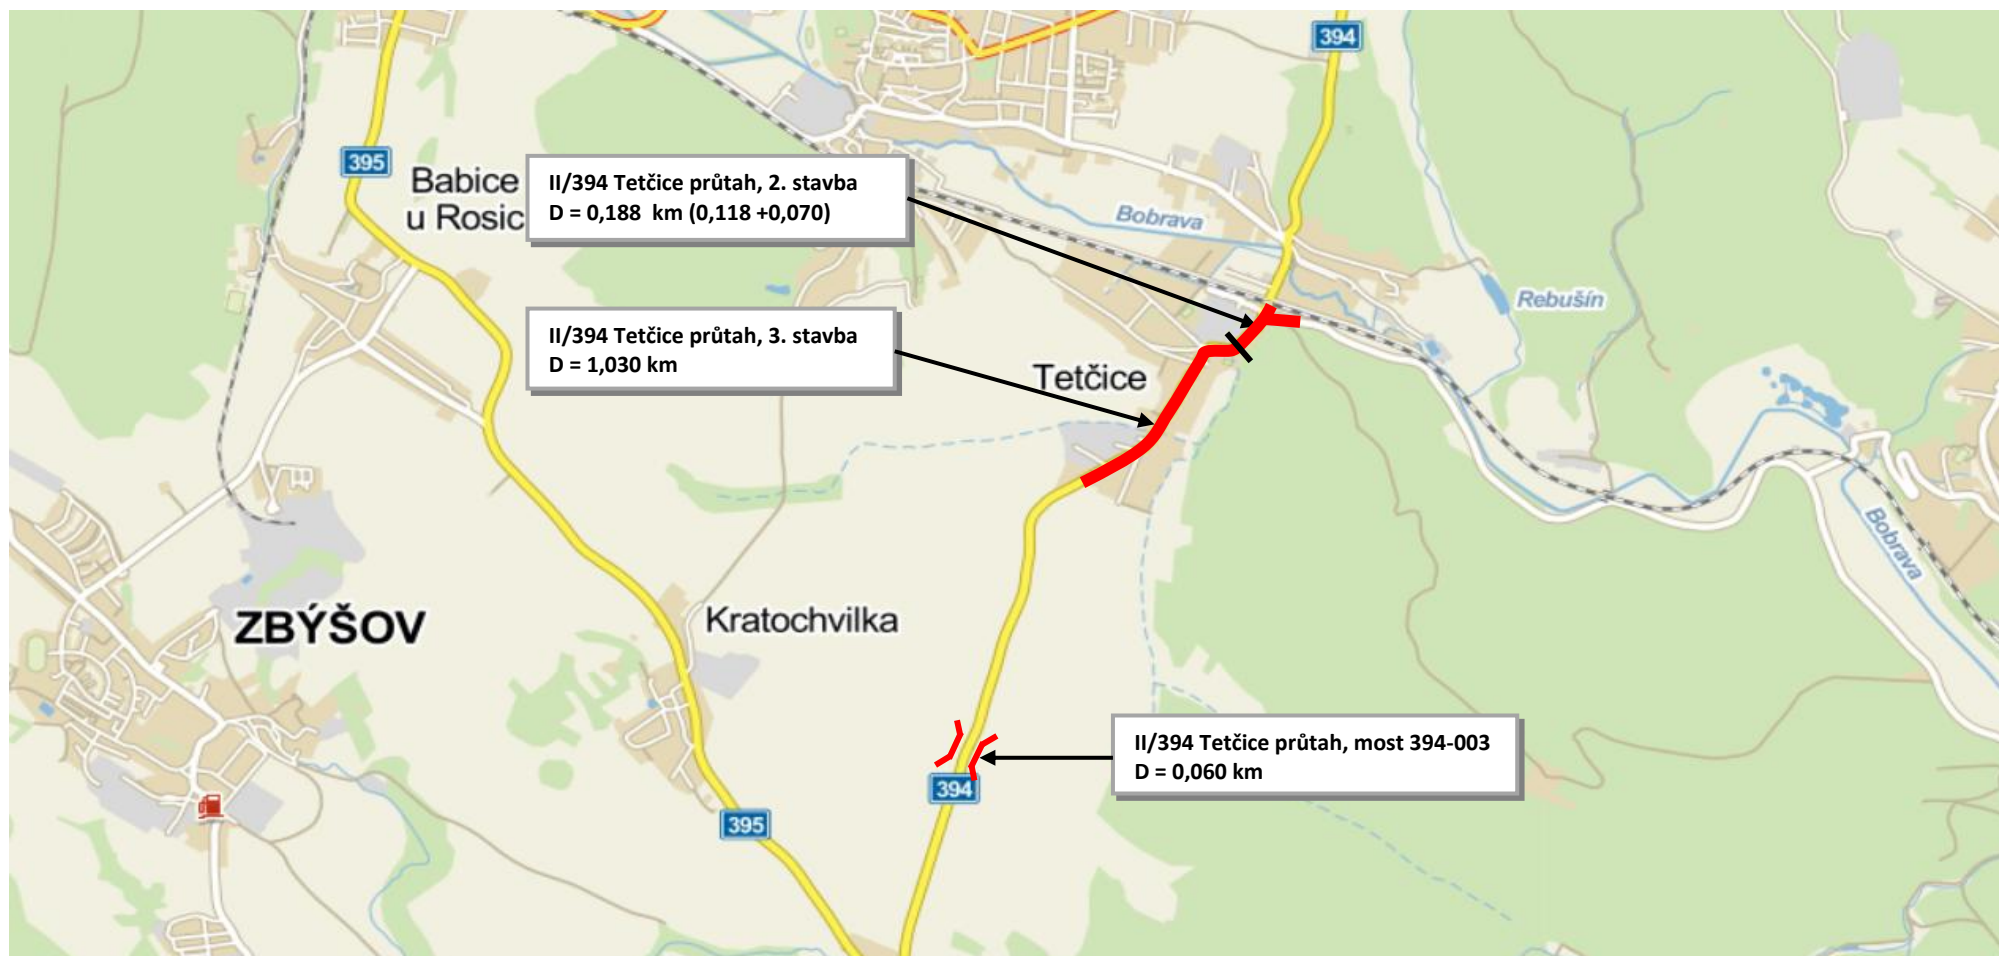 394
395
Babice
u Rosic
II/394 Tetčice průtah, 2. stavba
D = 0,188 km (0,118 +0,070)
Bobrava
Rebušín
II/394 Tetčice průtah, 3. stavba
D = 1,030 km
Tetčice
Bobrava
ZBÝŠOV
Kratochvilka
II/394 Tetčice průtah, most 394-003
D = 0,060 km
394
395